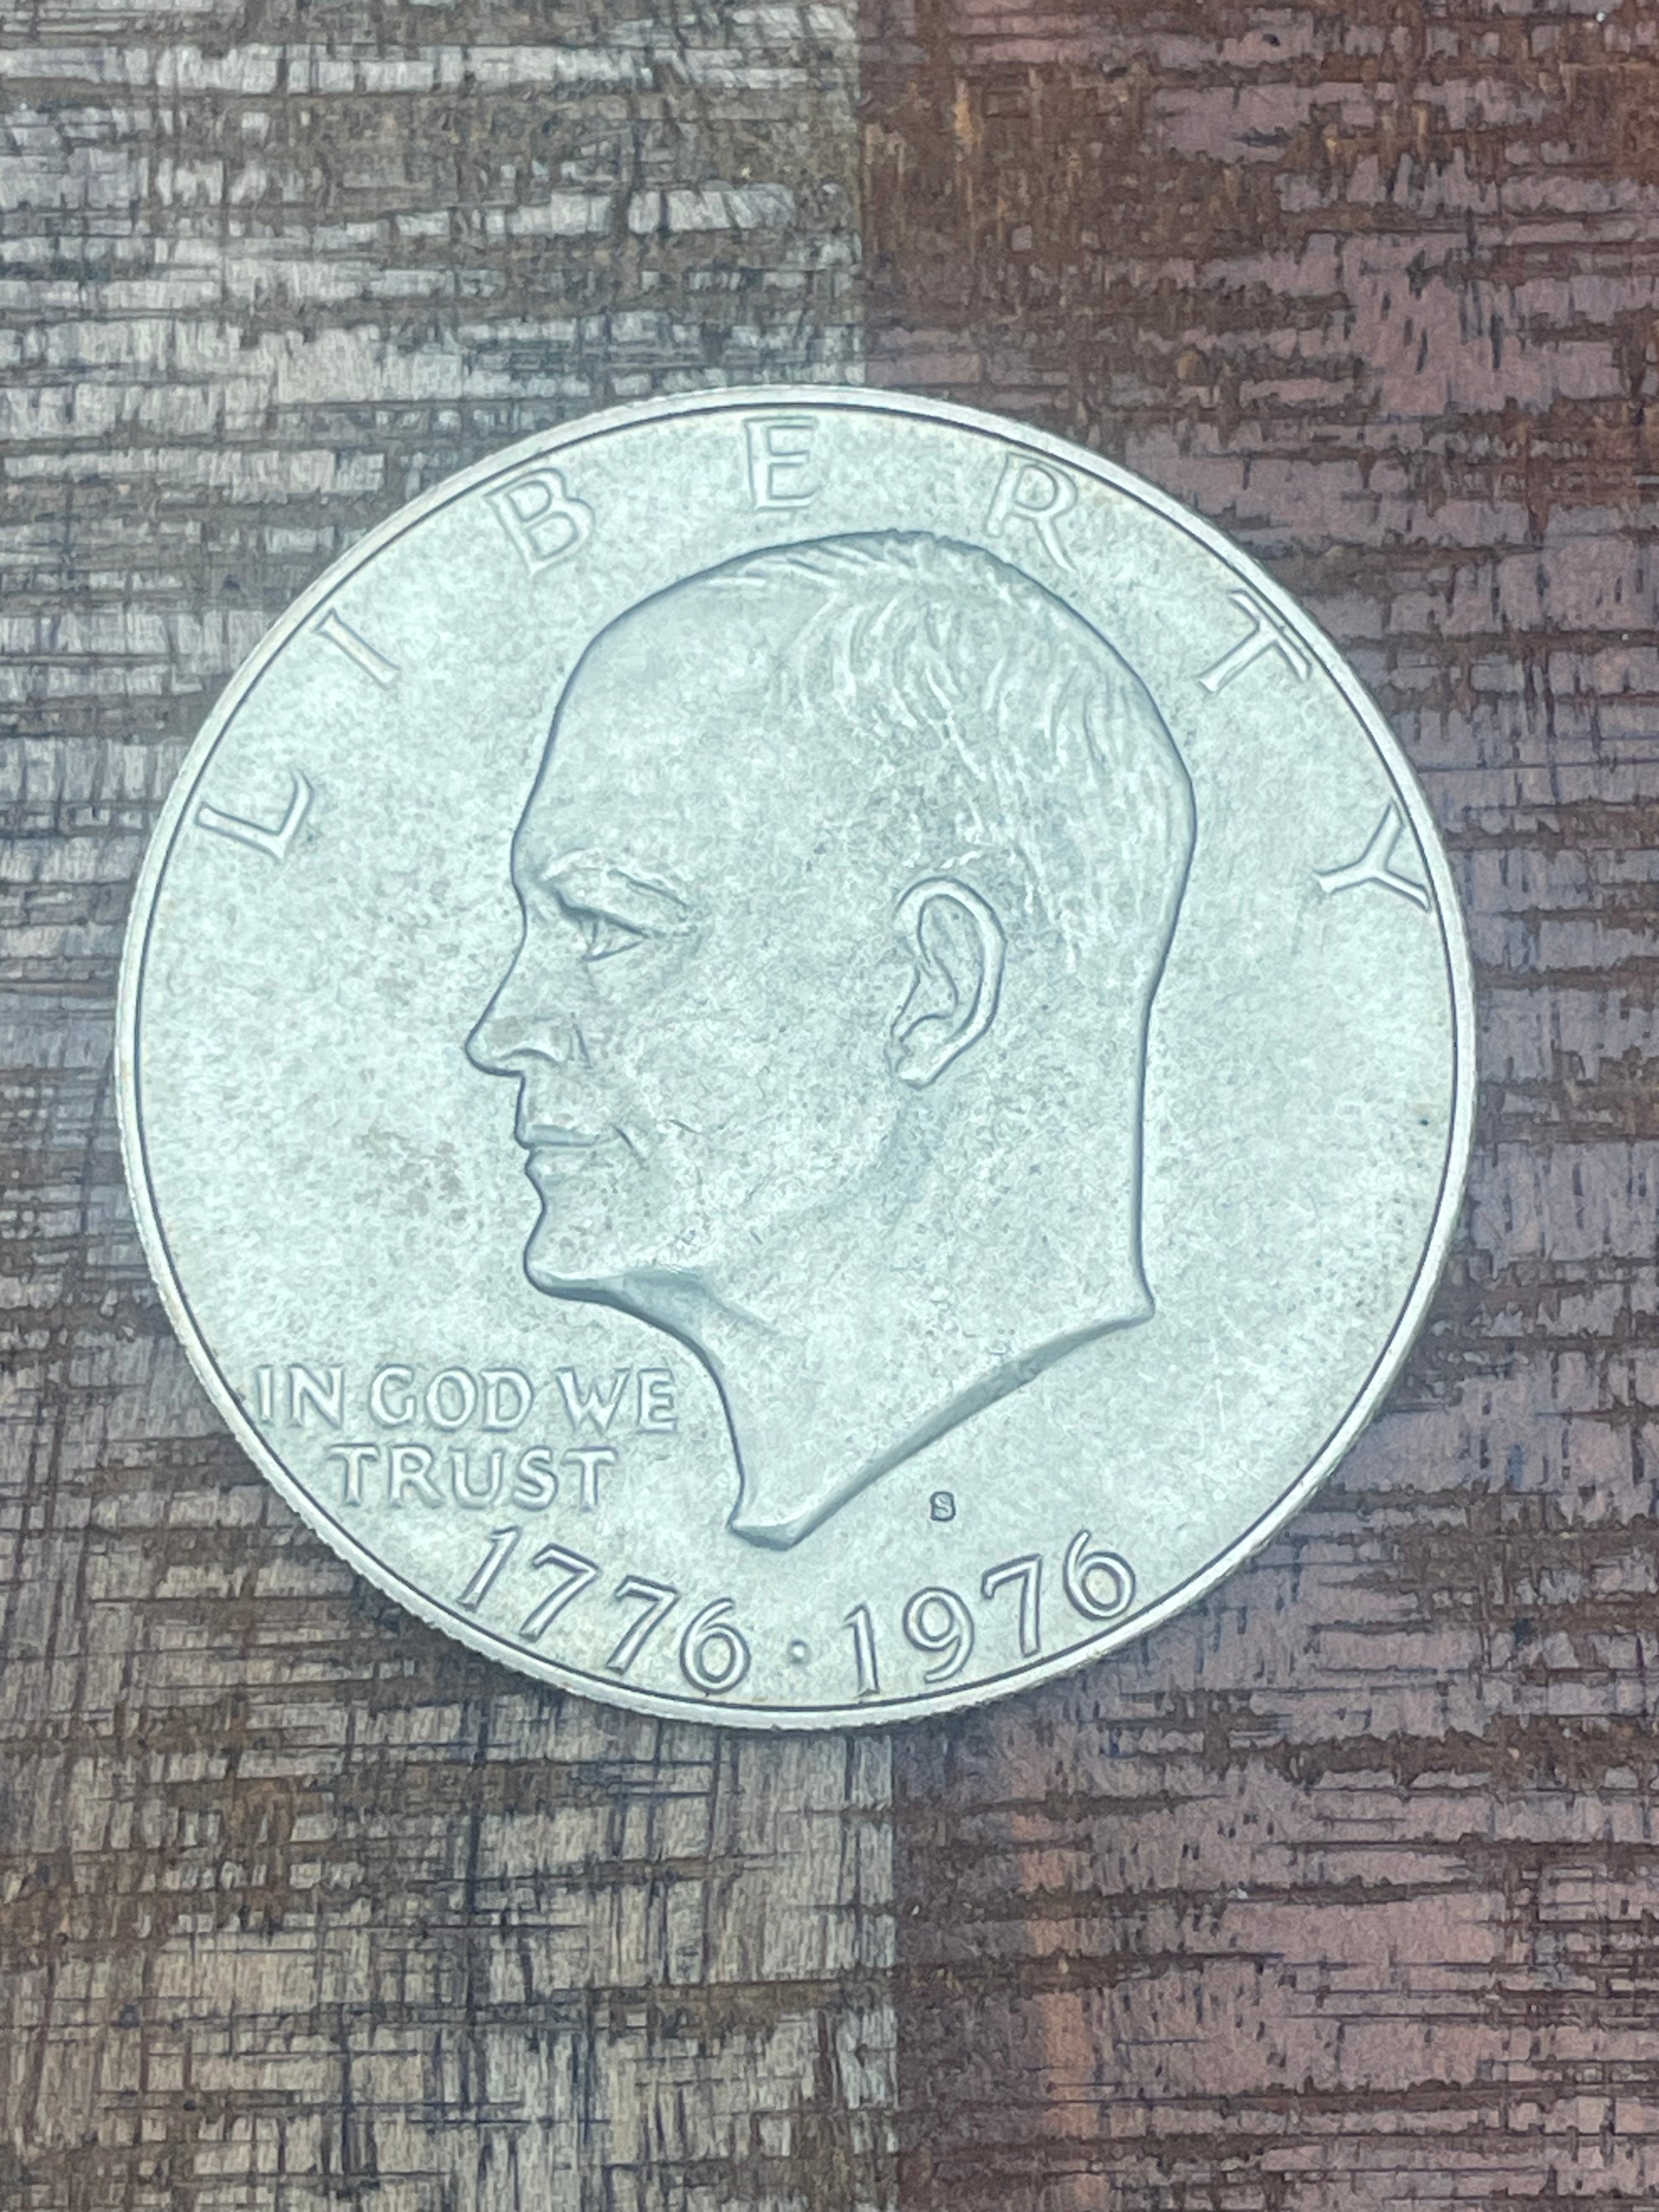 LIBERTY
IN GOD WE
TRUST
S
1776·1976